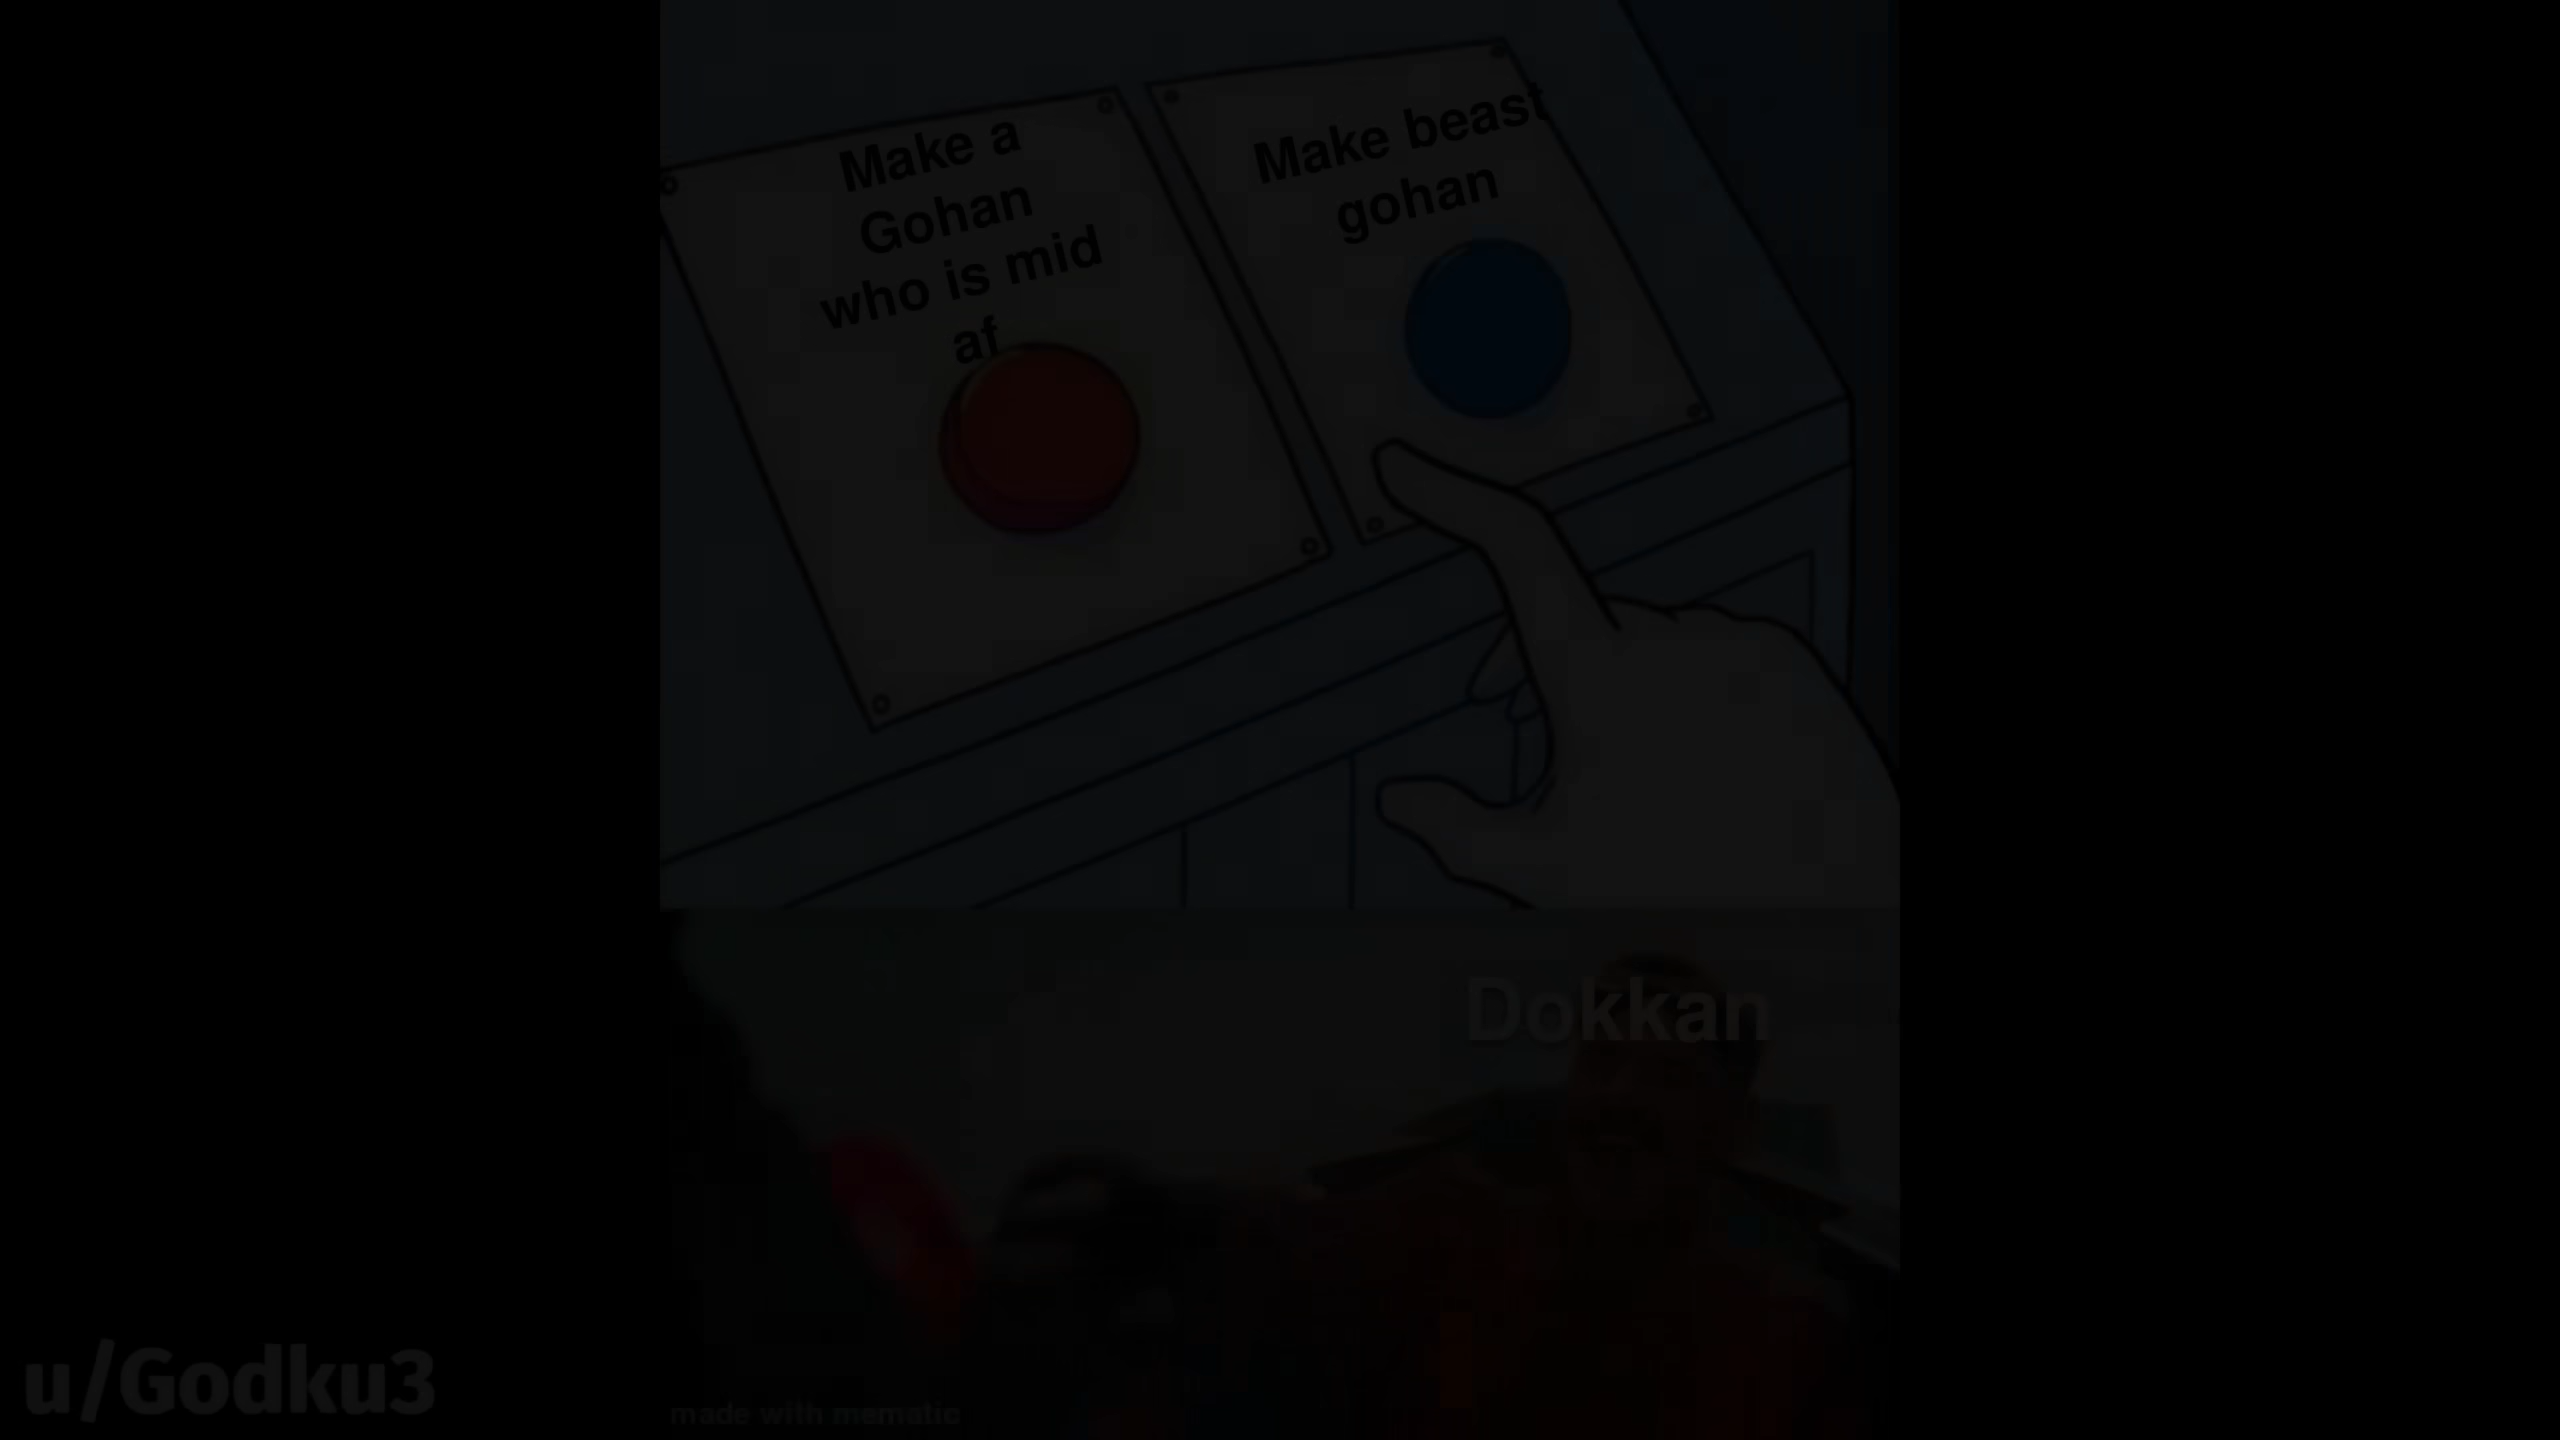 Make a
Gohan
who is mid
af
Make beast
gohan
Dokkan
u/Godku3
made with mematic